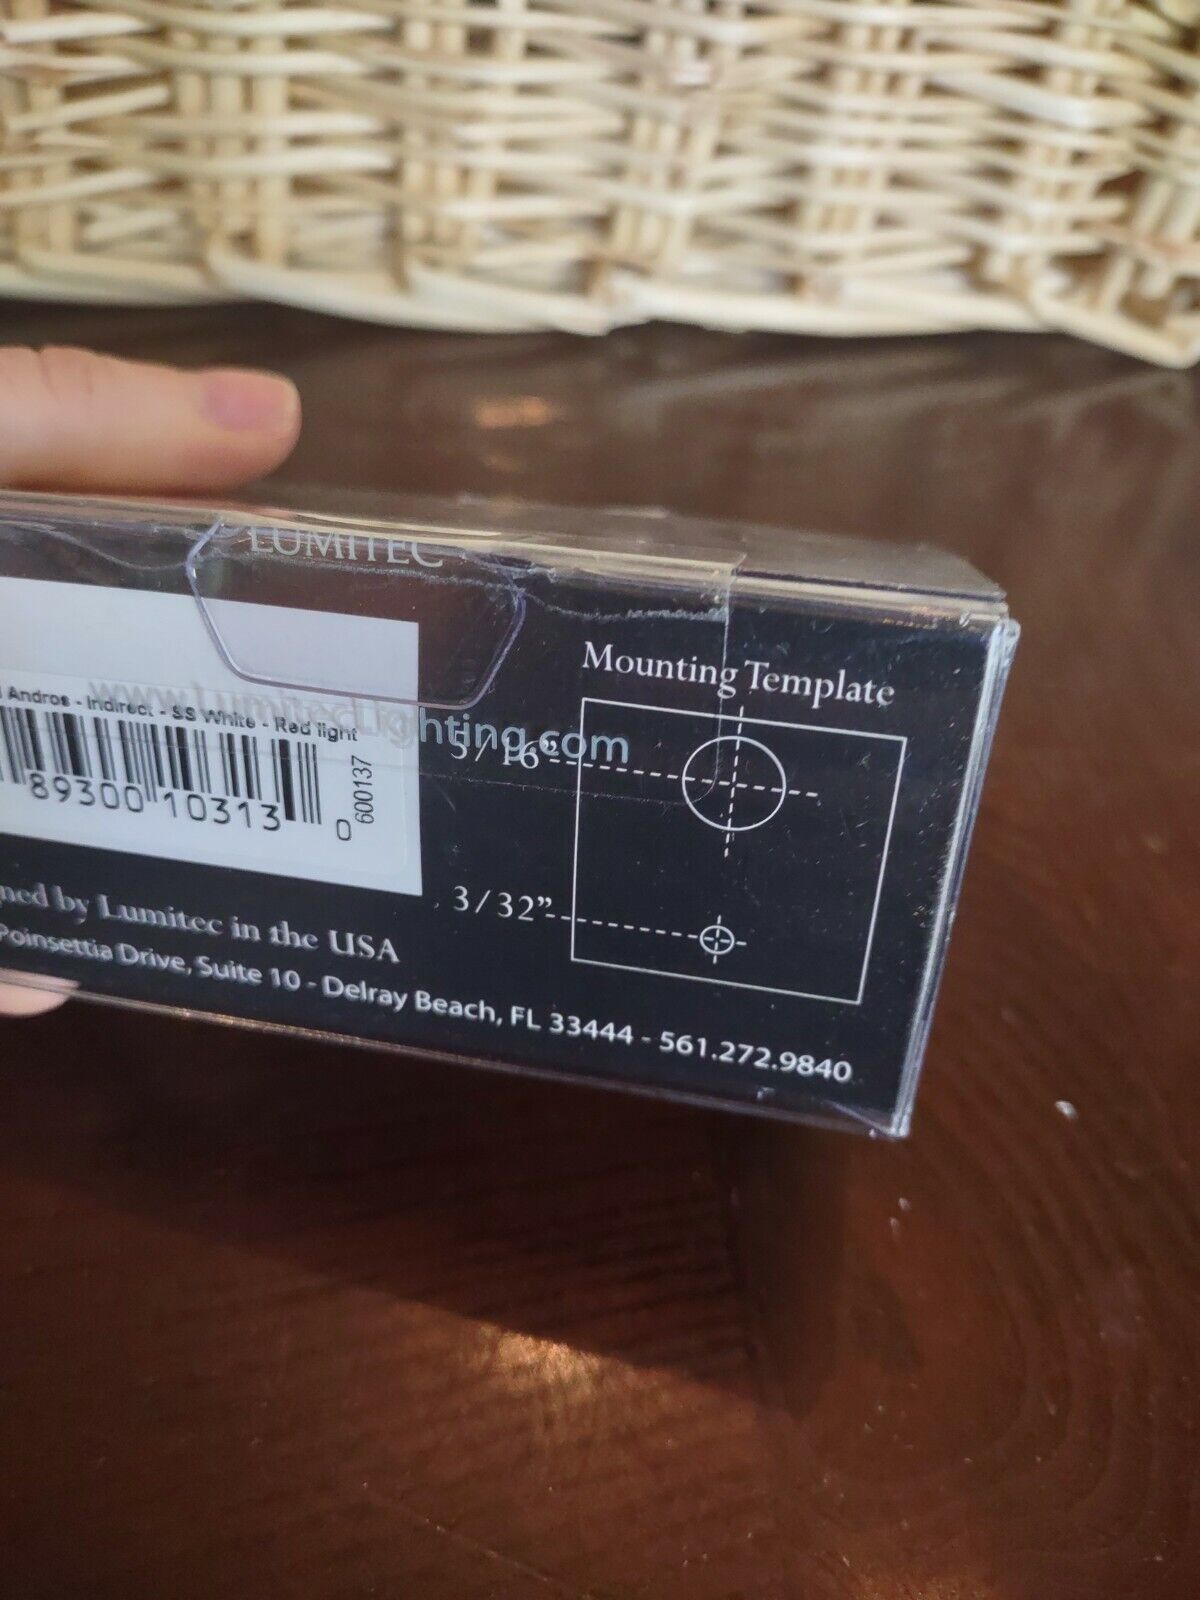 LUMITEC
Mounting Template
Andros - Indirect - SS White - Red light
www.LumitecLighting.com
5/16”
89300 10313 0
600137
3/32”
by Lumitec in the USA
Poinsettia Drive, Suite 10 - Delray Beach, FL 33444 - 561.272.9840